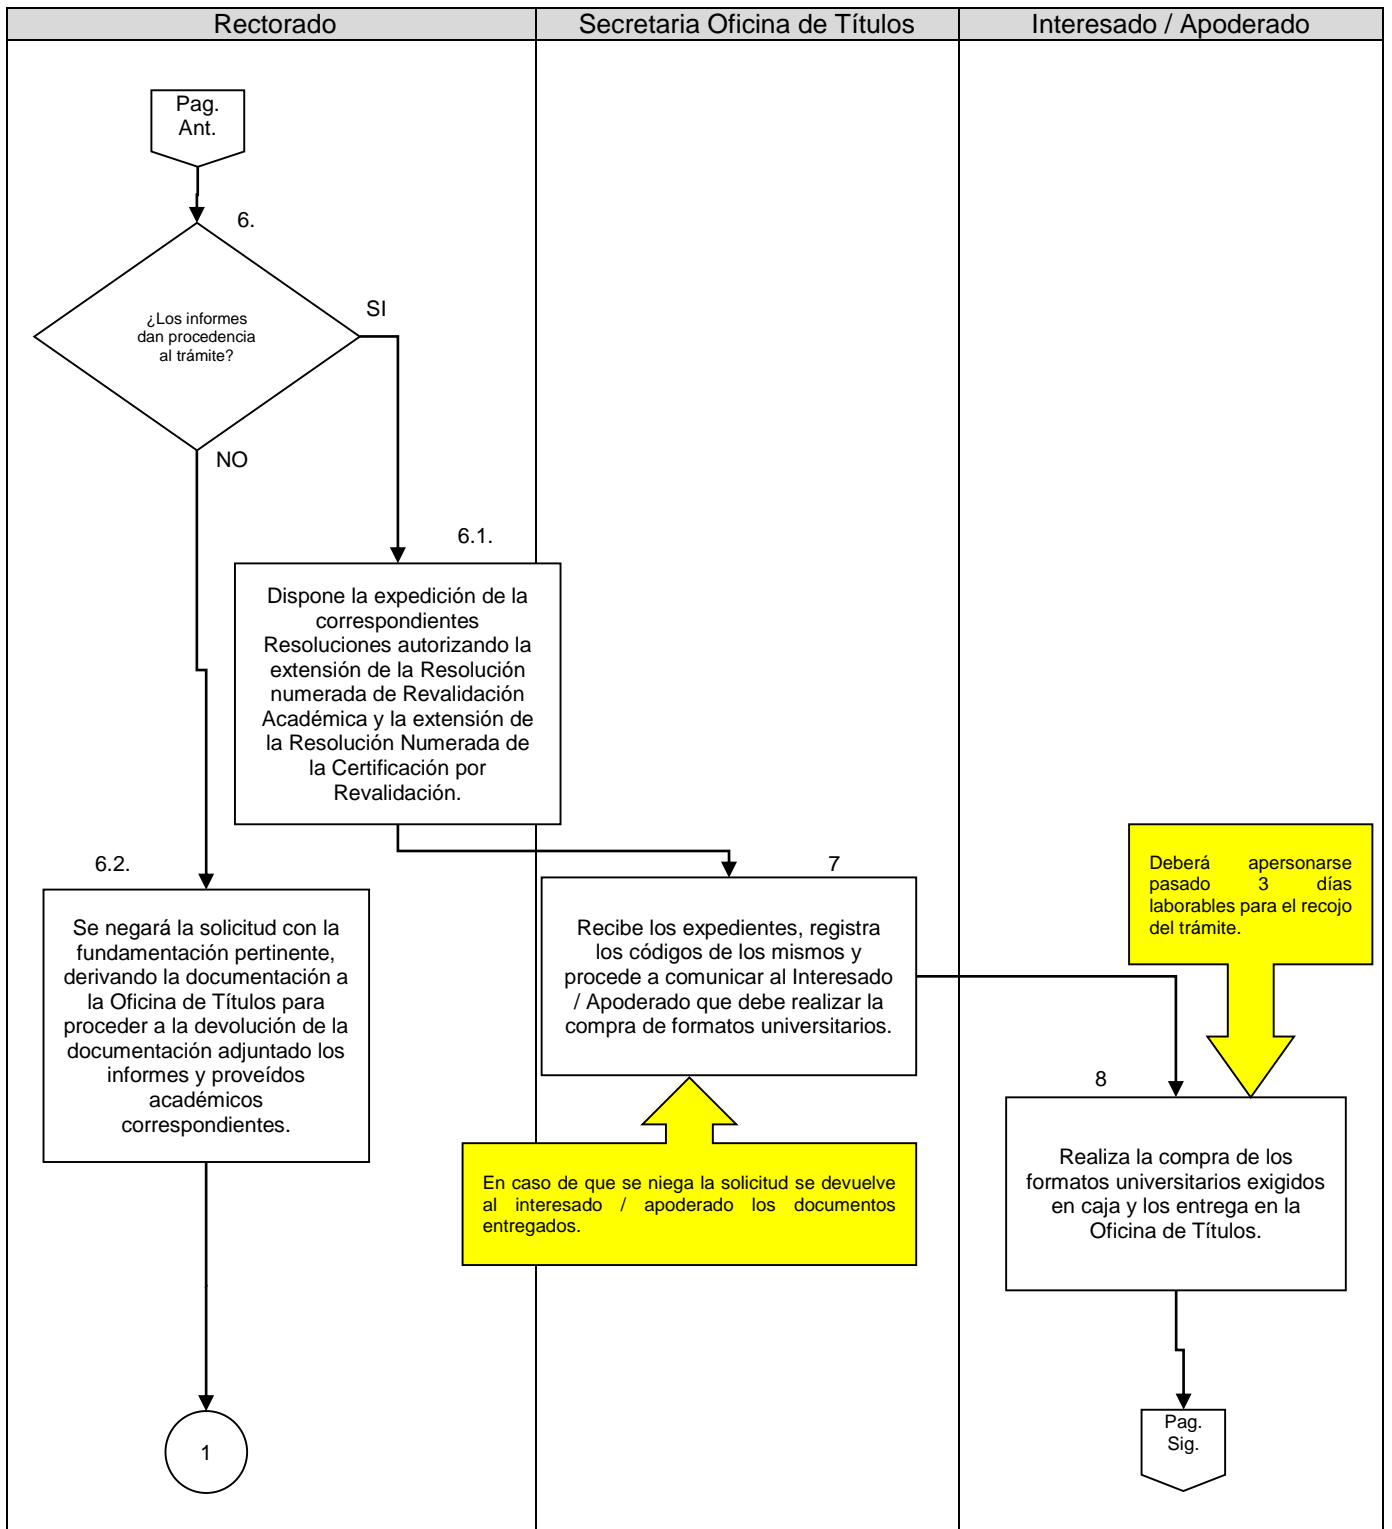 Rectorado
Secretaria Oficina de Títulos
Interesado / Apoderado
Pag.
Ant.
6.
¿Los informes
dan procedencia
al trámite?
SI
NO
6.1.
Dispone la expedición de la
correspondientes
Resoluciones autorizando la
extensión de la Resolución
numerada de Revalidación
Académica y la extensión de
la Resolución Numerada de
la Certificación por
Revalidación.
6.2.
Se negará la solicitud con la
fundamentación pertinente,
derivando la documentación a
la Oficina de Títulos para
proceder a la devolución de la
documentación adjuntado los
informes y proveídos
académicos
correspondientes.
1
7
Recibe los expedientes, registra
los códigos de los mismos y
procede a comunicar al Interesado
/ Apoderado que debe realizar la
compra de formatos universitarios.
En caso de que se niega la solicitud se devuelve
al interesado / apoderado los documentos
entregados.
Deberá apersonarse
pasado 3 días
laborables para el recojo
del trámite.
8
Realiza la compra de los
formatos universitarios exigidos
en caja y los entrega en la
Oficina de Títulos.
Pag.
Sig.